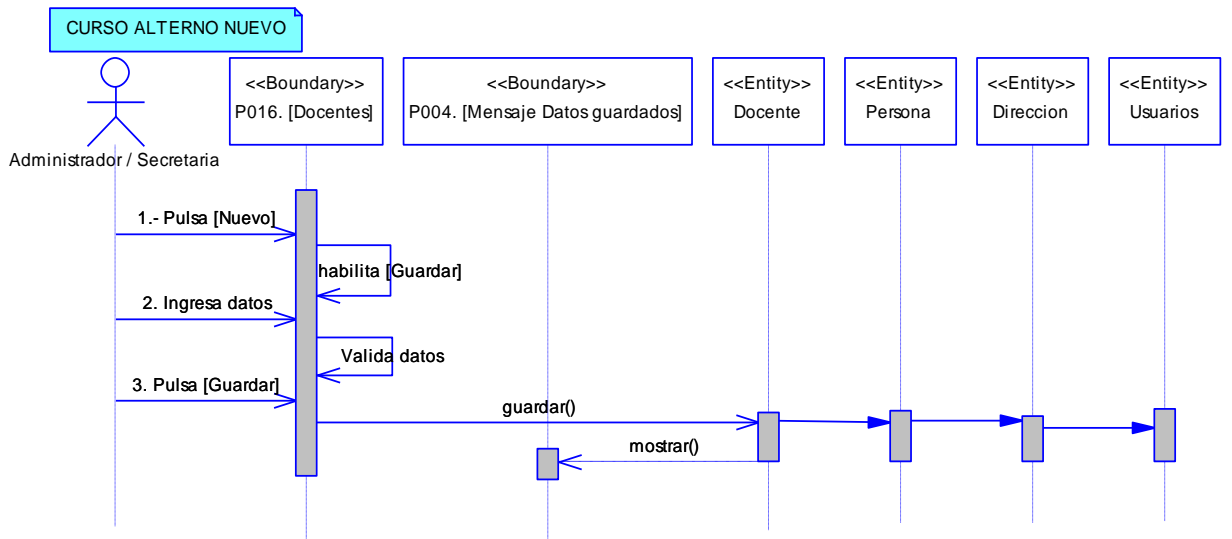 CURSO ALTERNO NUEVO
Administrador / Secretaria
<<Boundary>>
P016. [Docentes]
<<Boundary>>
P004. [Mensaje Datos guardados]
<<Entity>>
Docente
<<Entity>>
Persona
<<Entity>>
Direccion
<<Entity>>
Usuarios
1.- Pulsa [Nuevo]
habilita [Guardar]
2. Ingresa datos
Valida datos
3. Pulsa [Guardar]
guardar()
mostrar()